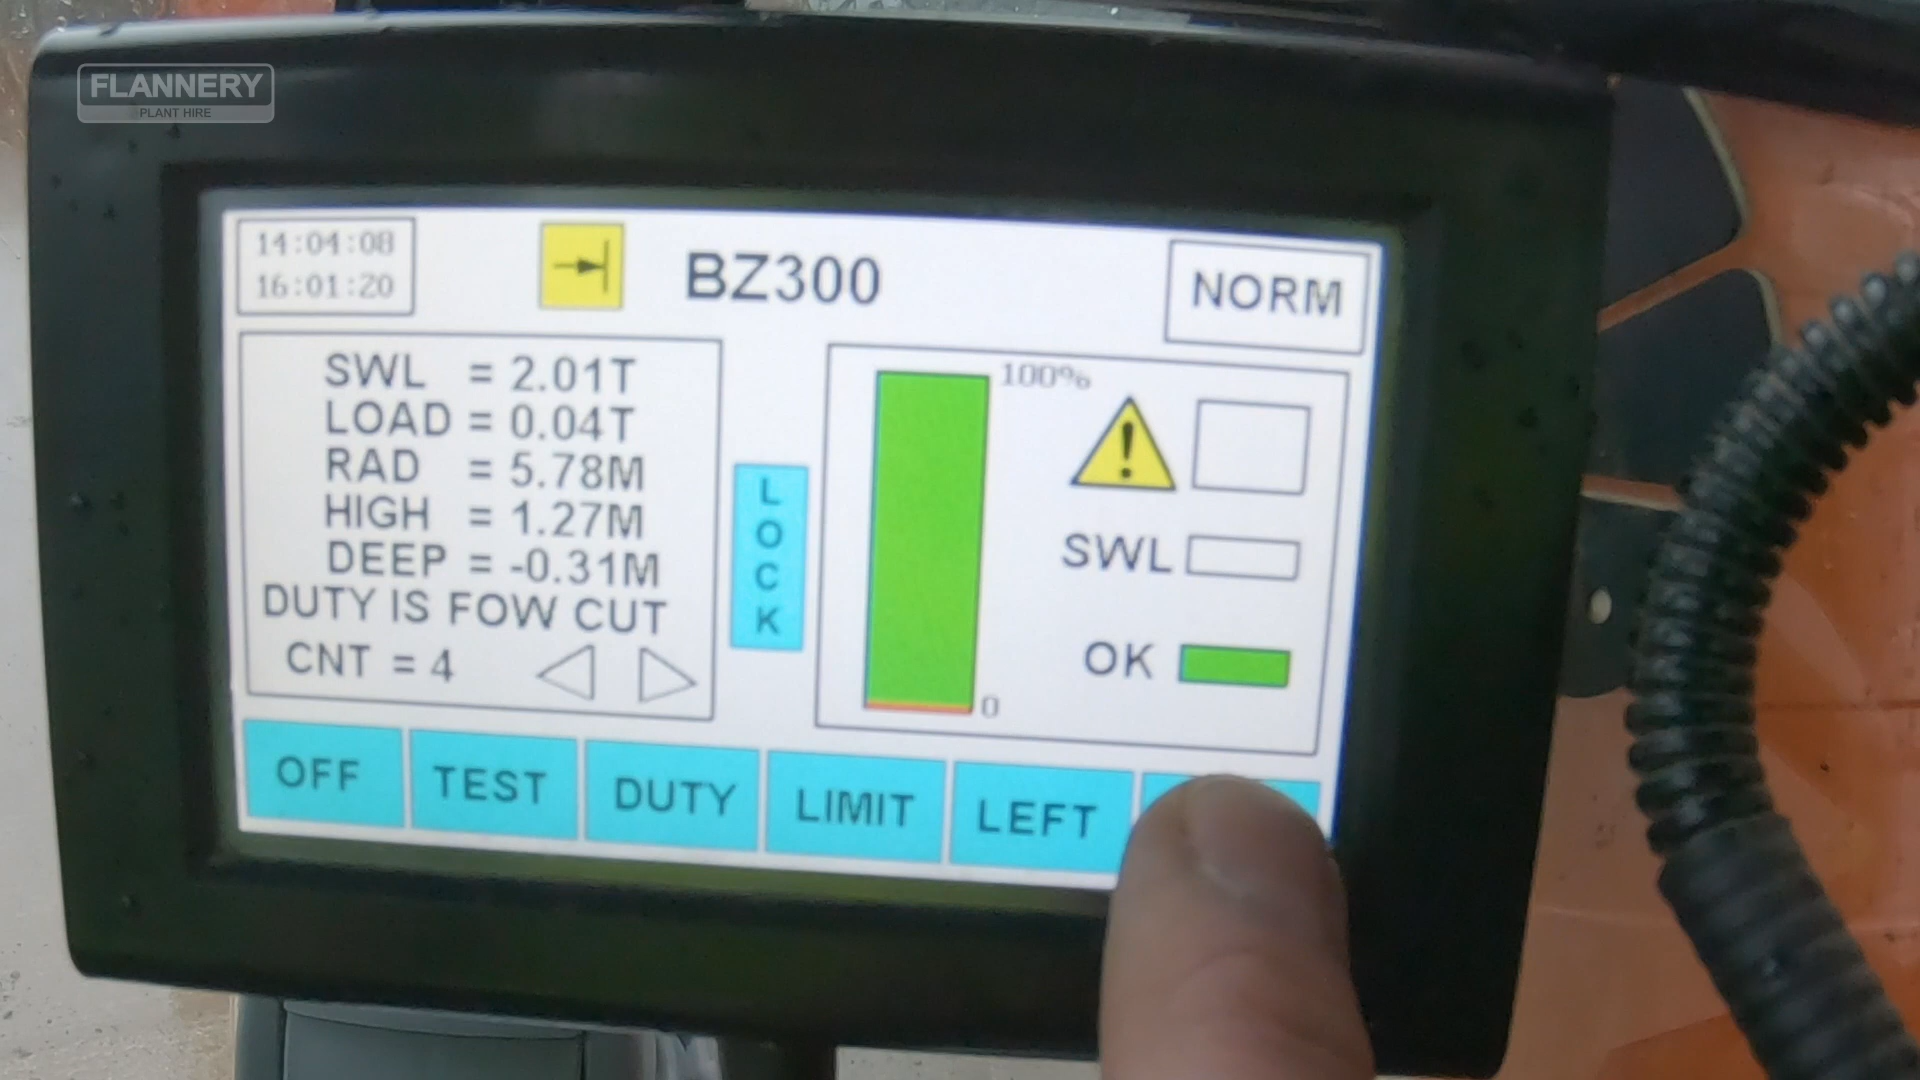 FLANNERY
PLANT HIRE
14:04:08
16:01:20
BZ300
NORM
SWL = 2.01T
LOAD = 0.04T
RAD = 5.78M
HIGH = 1.27M
DEEP = -0.31M
DUTY IS FOW CUT
CNT = 4
LOCK
100%
!
SWL
OK
0
OFF
TEST
DUTY
LIMIT
LEFT